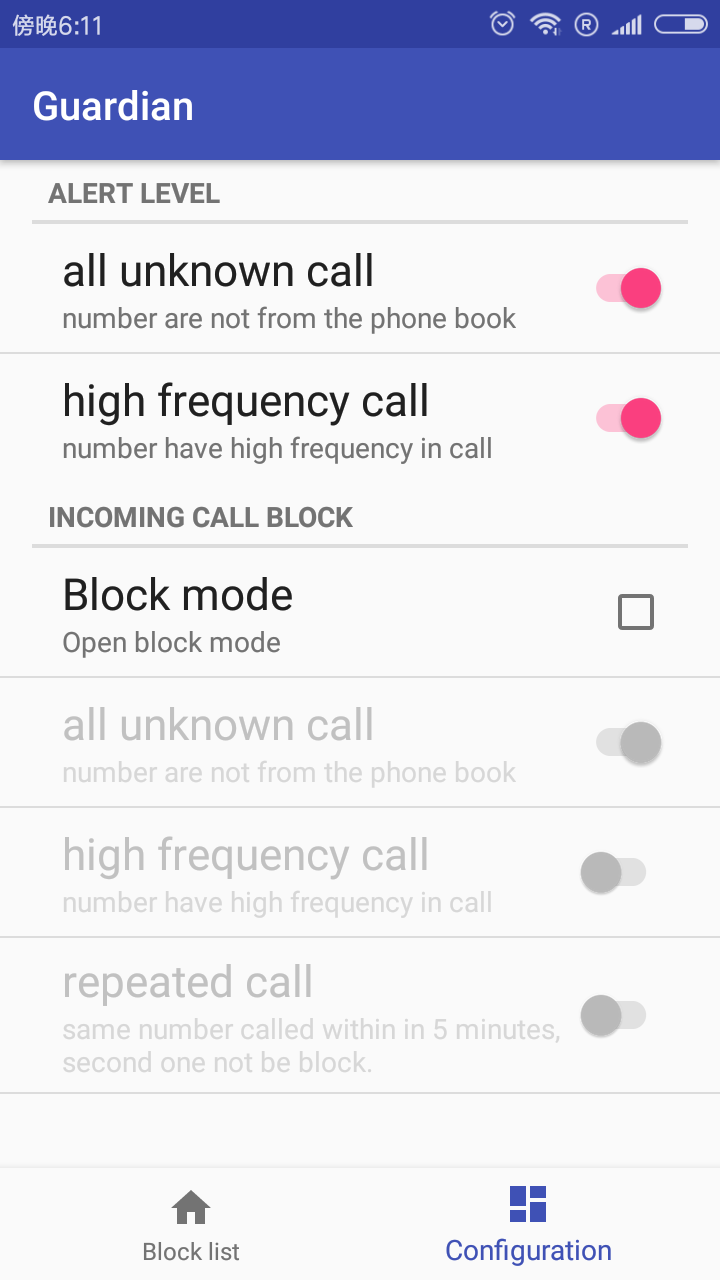 傍晚6:11
R
Guardian
ALERT LEVEL
all unknown call
number are not from the phone book
high frequency call
number have high frequency in call
INCOMING CALL BLOCK
Block mode
Open block mode
all unknown call
number are not from the phone book
high frequency call
number have high frequency in call
repeated call
same number called within in 5 minutes,
second one not be block.
Block list
Configuration